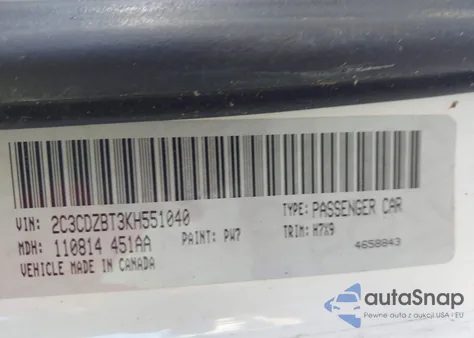 VIN: 2C3CDZBT3KH551040 TYPE: PASSENGER CAR
MDH: 110814 451AA PAINT: PW7 TRIM: H7X9
VEHICLE MADE IN CANADA 4658843
autaSnap
Pewne auta z aukcji USA i EU